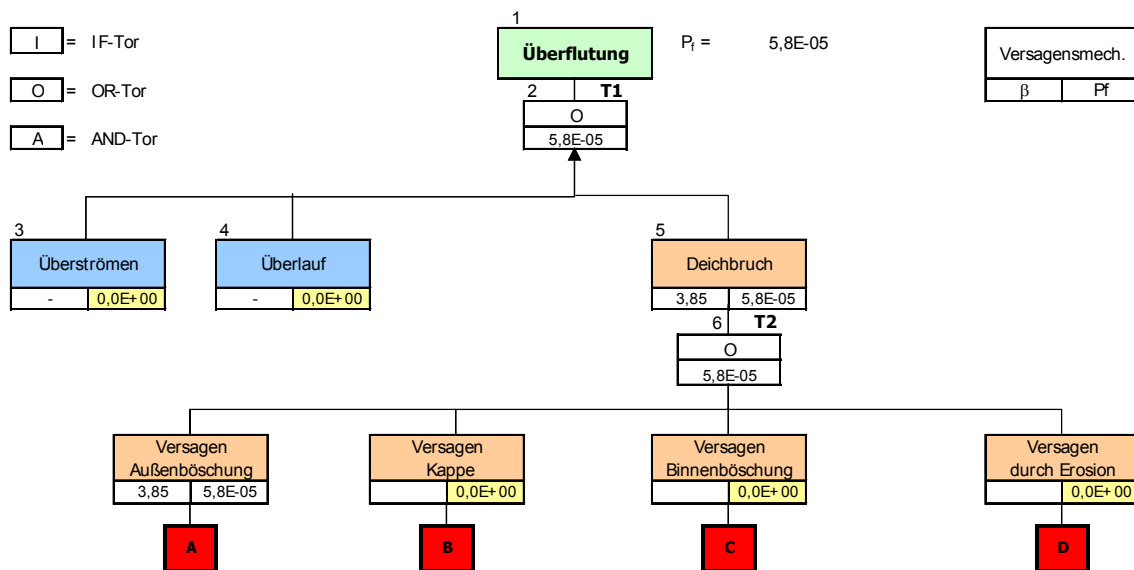 1
I = IF-Tor
Überflutung
P_f = 5,8E-05
Versagensmech.
β Pf
O = OR-Tor
2 T1
O
5,8E-05
A = AND-Tor
3
Überströmen
- 0,0E+00
4
Überlauf
- 0,0E+00
5
Deichbruch
3,85 5,8E-05
6 T2
O
5,8E-05
Versagen
Außenböschung
3,85 5,8E-05
Versagen
Kappe
0,0E+00
Versagen
Binnenböschung
0,0E+00
Versagen
durch Erosion
0,0E+00
A
B
C
D